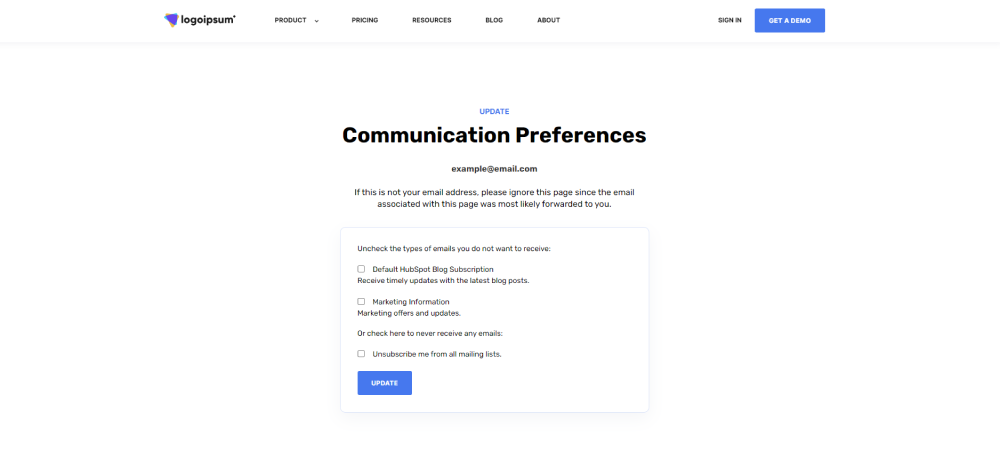 logoipsum
PRODUCT
PRICING
RESOURCES
BLOG
ABOUT
SIGN IN
GET A DEMO
UPDATE
Communication Preferences
example@email.com
If this is not your email address, please ignore this page since the email
associated with this page was most likely forwarded to you.
Uncheck the types of emails you do not want to receive:
Default HubSpot Blog Subscription
Receive timely updates with the latest blog posts.
Marketing Information
Marketing offers and updates.
Or check here to never receive any emails:
Unsubscribe me from all mailing lists.
UPDATE